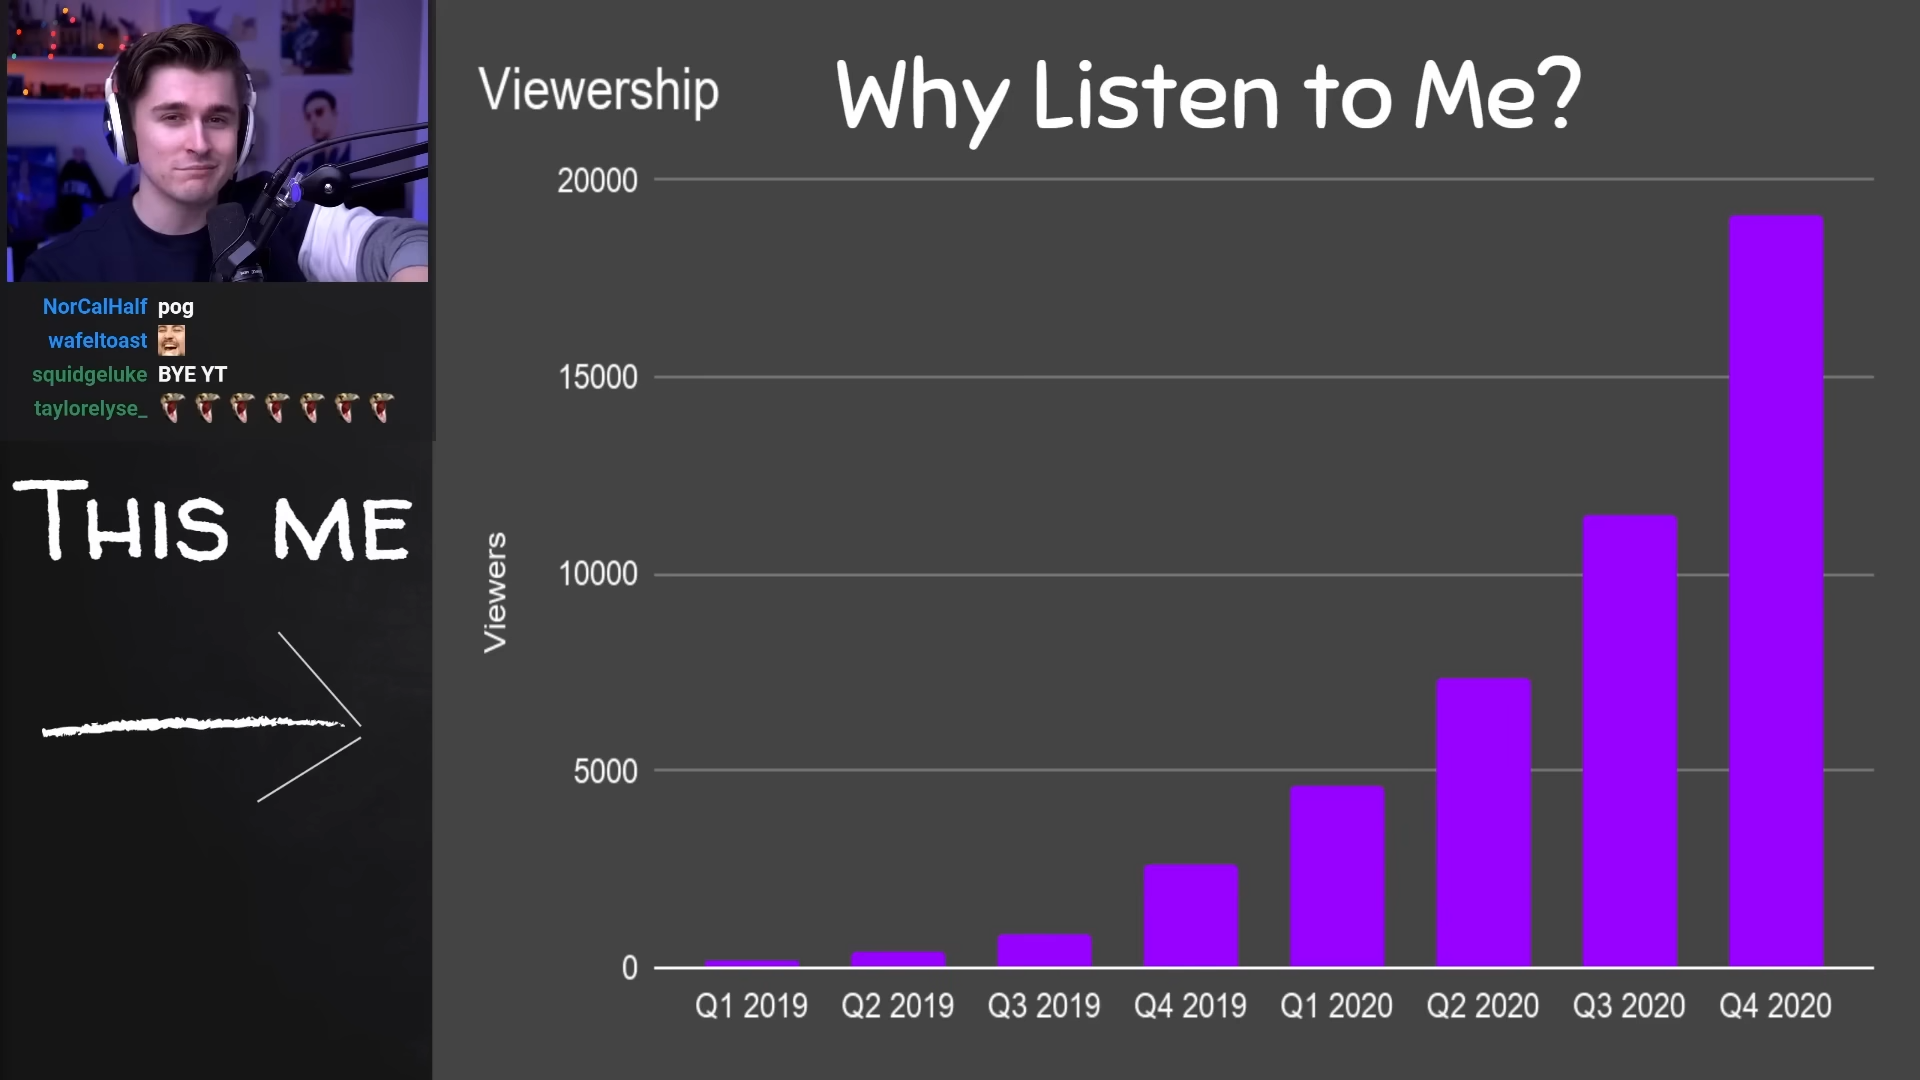 NorCalHalf pog
wafeltoast
squidgeluke BYE YT
taylorelyse_
THIS ME
Viewership
Why Listen to Me?
Viewers
20000
15000
10000
5000
0
Q1 2019 Q2 2019 Q3 2019 Q4 2019 Q1 2020 Q2 2020 Q3 2020 Q4 2020